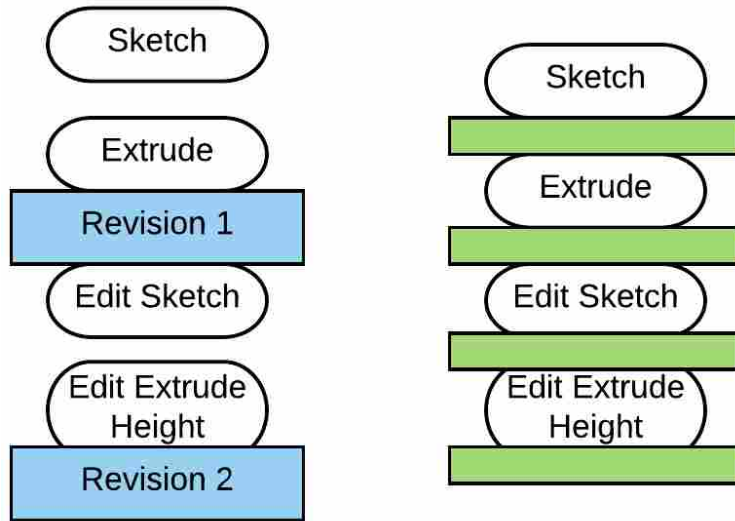 Sketch
Extrude
Revision 1
Edit Sketch
Edit Extrude
Height
Revision 2
Sketch
Extrude
Edit Sketch
Edit Extrude
Height